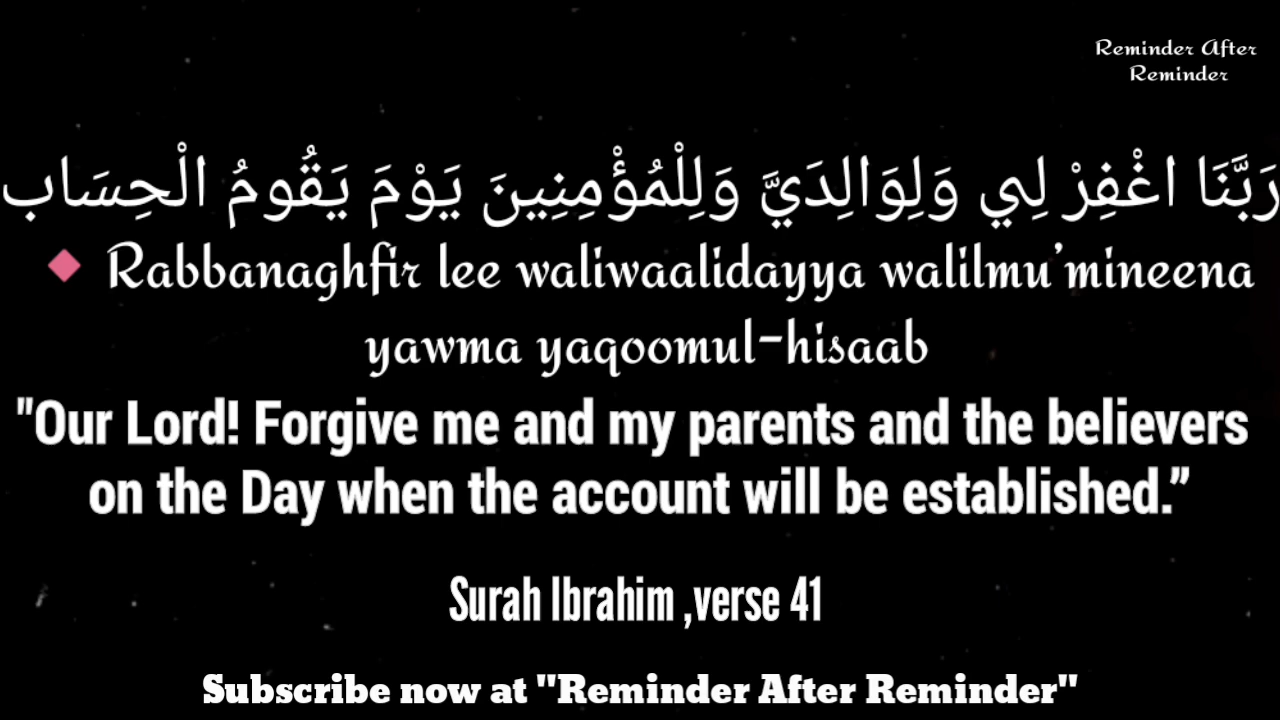 Reminder After
Reminder
رَبَّنَا اغْفِرْ لِي وَلِوَالِدَيَّ وَلِلْمُؤْمِنِينَ يَوْمَ يَقُومُ الْحِسَاب
Rabbanaghfir lee waliwaalidayya walilmu'mineena
yawma yaqoomul-hisaab
"Our Lord! Forgive me and my parents and the believers
on the Day when the account will be established.”
Surah Ibrahim ,verse 41
Subscribe now at "Reminder After Reminder"